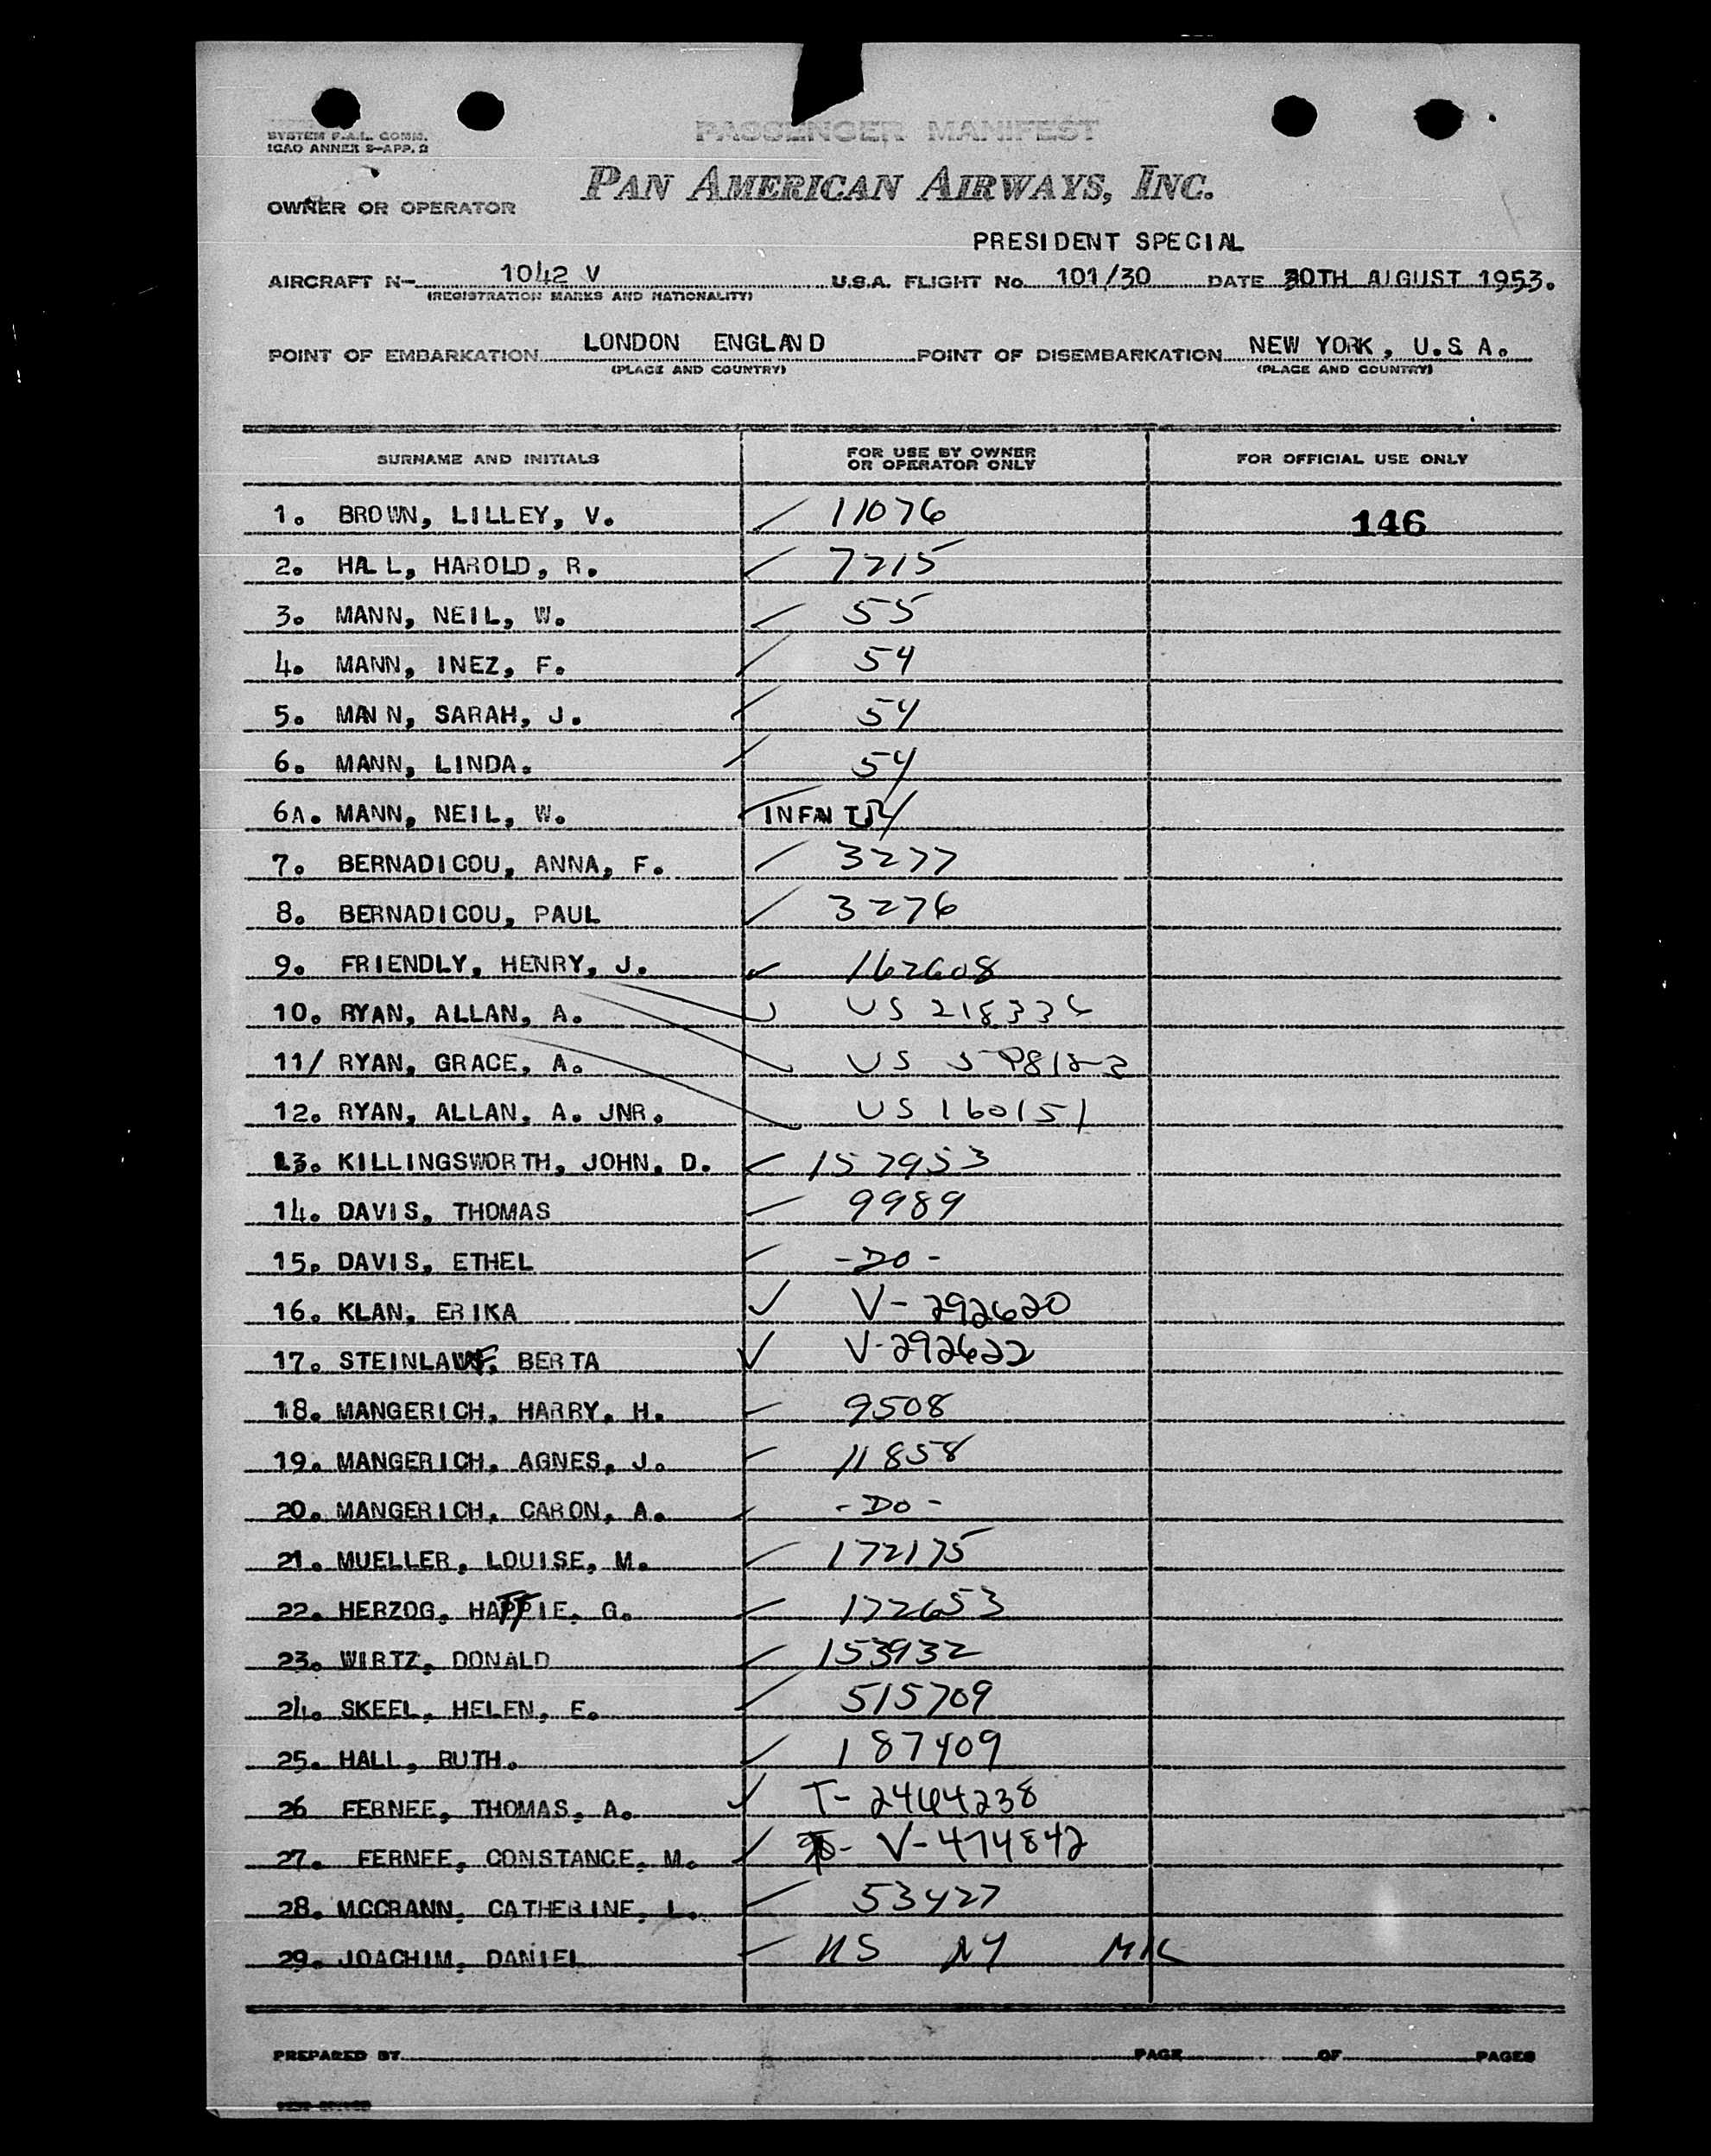 PASSENGER MANIFEST
SYSTEM F.A.L. COMM.
ICAO ANNEX 9-APP. 2
PAN AMERICAN AIRWAYS, INC.
OWNER OR OPERATOR
PRESIDENT SPECIAL
AIRCRAFT N- 1042 V U.S.A. FLIGHT No. 101/30 DATE 30TH AUGUST 1953.
(REGISTRATION MARKS AND NATIONALITY)
POINT OF EMBARKATION LONDON ENGLAND POINT OF DISEMBARKATION NEW YORK, U.S.A.
(PLACE AND COUNTRY) (PLACE AND COUNTRY)
SURNAME AND INITIALS FOR USE BY OWNER OR OPERATOR ONLY FOR OFFICIAL USE ONLY
1. BROWN, LILLEY, V. 11076 146
2. HALL, HAROLD, R. 7215
3. MANN, NEIL, W. 55
4. MANN, INEZ, F. 54
5. MANN, SARAH, J. 54
6. MANN, LINDA. 54
6A. MANN, NEIL, W. INFANT
7. BERNADICOU, ANNA, F. 3277
8. BERNADICOU, PAUL 3276
9. FRIENDLY, HENRY, J. 162608
10. RYAN, ALLAN, A. US 218336
11/ RYAN, GRACE, A. US
12. RYAN, ALLAN, A. JNR. US 160151
13. KILLINGSWORTH, JOHN, D. 157953
14. DAVIS, THOMAS 9989
15. DAVIS, ETHEL -DO-
16. KLAN, ERIKA V-292620
17. STEINLAUF, BERTA V-292622
18. MANGERICH, HARRY, H. 9508
19. MANGERICH, AGNES, J. 11858
20. MANGERICH, CARON, A. -DO-
21. MUELLER, LOUISE, M. 172175
22. HERZOG, HATTIE, G. 172653
23. WIRTZ, DONALD 153932
24. SKEEL, HELEN, E. 515709
25. HALL, RUTH. 187409
26 FERNEE, THOMAS, A. T-2464238
27. FERNEE, CONSTANCE, M. V-474842
28. MCCRANN, CATHERINE, L. 53427
29. JOACHIM, DANIEL US NY
PREPARED BY PAGE OF PAGES